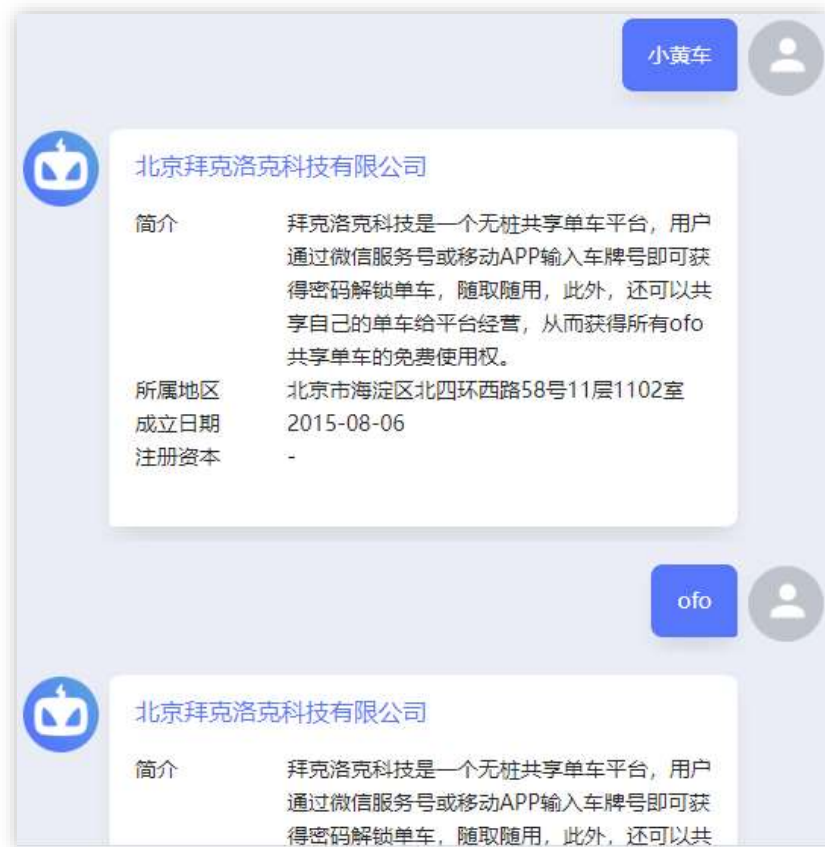 小黄车
北京拜克洛克科技有限公司
简介 拜克洛克科技是一个无桩共享单车平台，用户
通过微信服务号或移动APP输入车牌号即可获
得密码解锁单车，随取随用，此外，还可以共
享自己的单车给平台经营，从而获得所有ofo
共享单车的免费使用权。
所属地区 北京市海淀区北四环西路58号11层1102室
成立日期 2015-08-06
注册资本 -
ofo
北京拜克洛克科技有限公司
简介 拜克洛克科技是一个无桩共享单车平台，用户
通过微信服务号或移动APP输入车牌号即可获
得密码解锁单车，随取随用，此外，还可以共